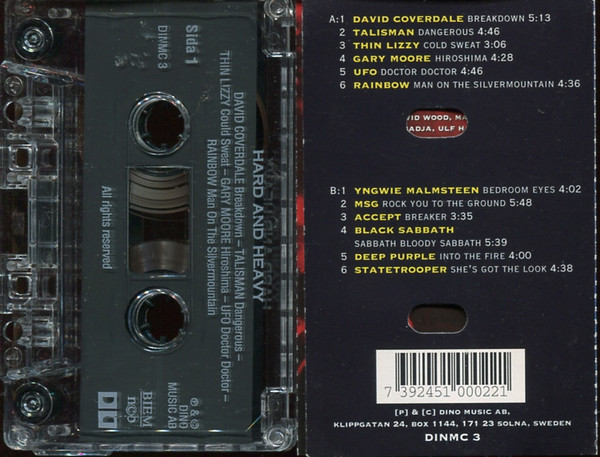 Sida 1
DINMC 3
HARD AND HEAVY
DAVID COVERDALE Breakdown – TALISMAN Dangerous –
THIN LIZZY Could Sweat – GARY MOORE Hiroshima – UFO Doctor Doctor –
RAINBOW Man On The Silvermountain
All rights reserved
BIEM
n©b
℗ & ©
DINO
MUSIC AB
A:1 DAVID COVERDALE BREAKDOWN 5:13
2 TALISMAN DANGEROUS 4:46
3 THIN LIZZY COLD SWEAT 3:06
4 GARY MOORE HIROSHIMA 4:28
5 UFO DOCTOR DOCTOR 4:46
6 RAINBOW MAN ON THE SILVERMOUNTAIN 4:36
VID WOOD, MA
ADJA, ULF H
B:1 YNGWIE MALMSTEEN BEDROOM EYES 4:02
2 MSG ROCK YOU TO THE GROUND 5:48
3 ACCEPT BREAKER 3:35
4 BLACK SABBATH
SABBATH BLOODY SABBATH 5:39
5 DEEP PURPLE INTO THE FIRE 4:00
6 STATETROOPER SHE'S GOT THE LOOK 4:38
7 392451 000221
[P] & [C] DINO MUSIC AB,
KLIPPGATAN 24, BOX 1144, 171 23 SOLNA, SWEDEN
DINMC 3